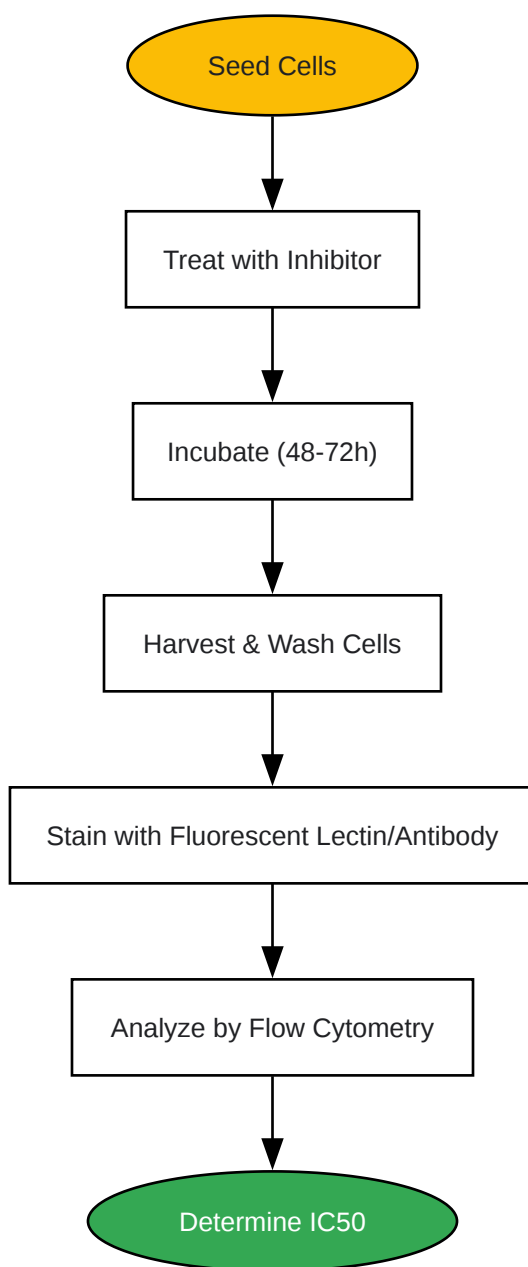 Seed Cells
Treat with Inhibitor
Incubate (48-72h)
Harvest & Wash Cells
Stain with Fluorescent Lectin/Antibody
Analyze by Flow Cytometry
Determine IC50